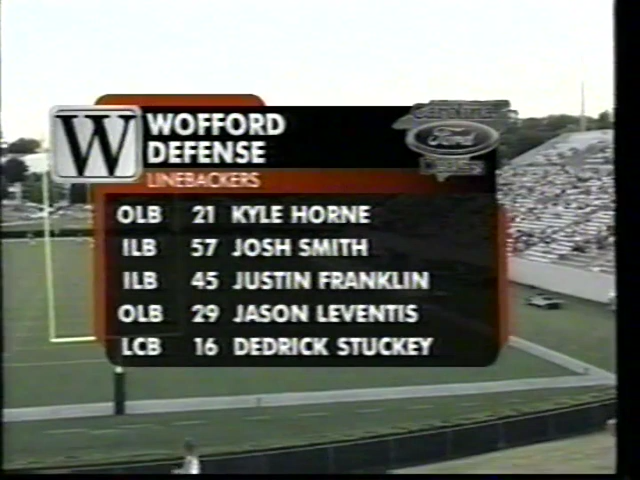 W
WOFFORD
DEFENSE
LINEBACKERS
Ford
OLB 21 KYLE HORNE
ILB 57 JOSH SMITH
ILB 45 JUSTIN FRANKLIN
OLB 29 JASON LEVENTIS
LCB 16 DEDRICK STUCKEY